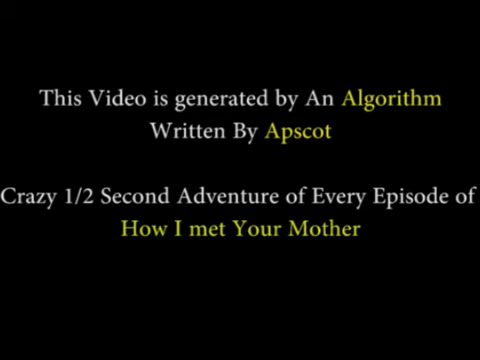 This Video is generated by An Algorithm
Written By Apscot
Crazy 1/2 Second Adventure of Every Episode of
How I met Your Mother